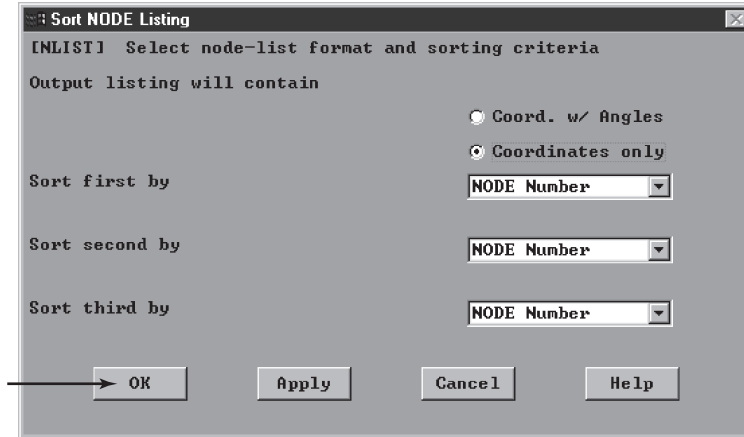 Sort NODE Listing
[NLIST] Select node-list format and sorting criteria
Output listing will contain
Coord. w/ Angles
Coordinates only
Sort first by NODE Number
Sort second by NODE Number
Sort third by NODE Number
OK Apply Cancel Help